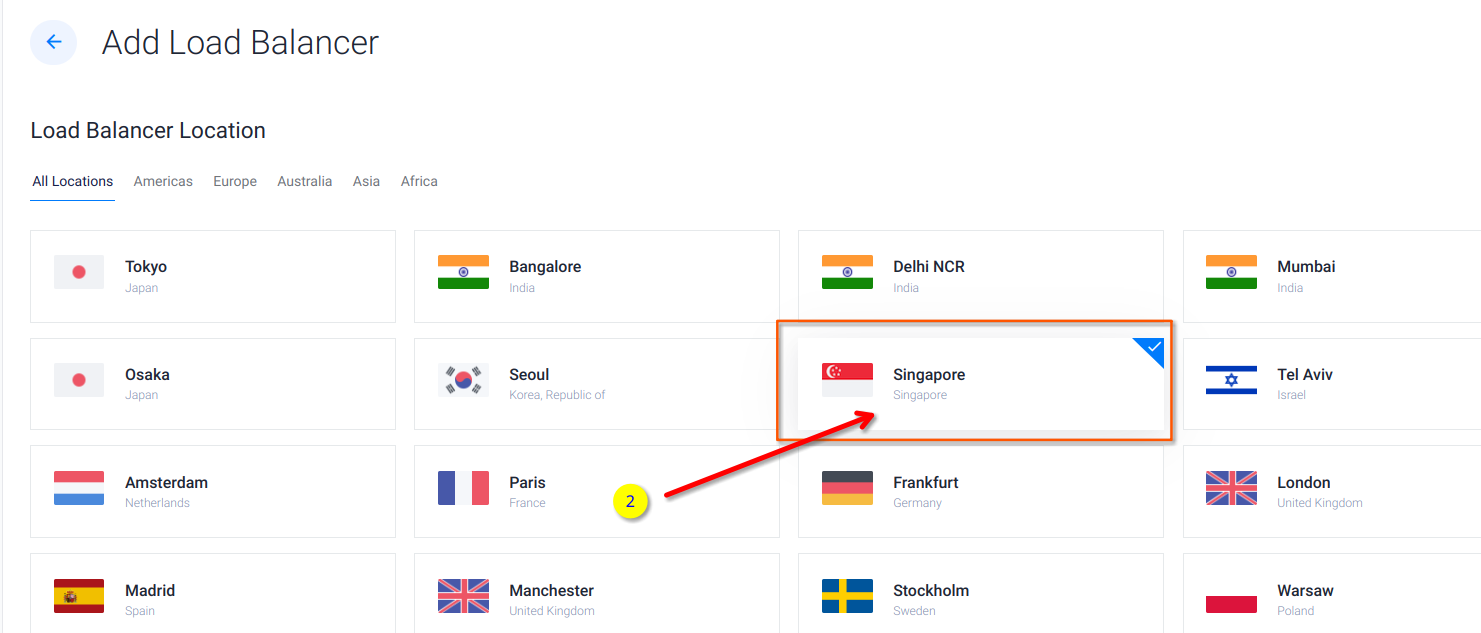 Add Load Balancer
Load Balancer Location
All Locations Americas Europe Australia Asia Africa
Tokyo Bangalore Delhi NCR Mumbai
Japan India India India
Osaka Seoul Singapore Tel Aviv
Japan Korea, Republic of Singapore Israel
Amsterdam Paris Frankfurt London
Netherlands France 2 Germany United Kingdom
Madrid Manchester Stockholm Warsaw
Spain United Kingdom Sweden Poland